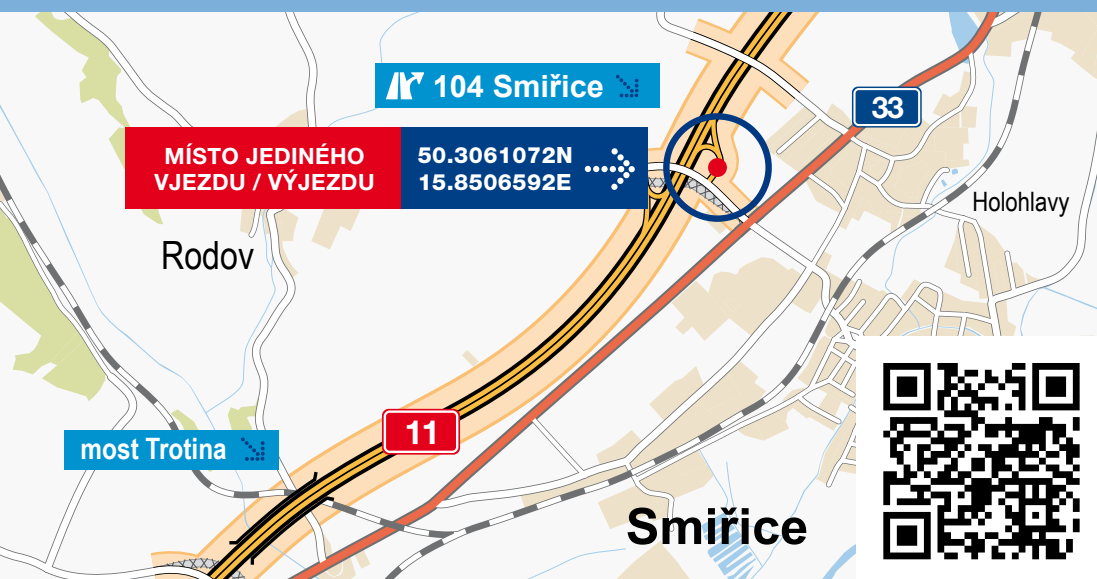 104 Smiřice
33
MÍSTO JEDINÉHO
VJEZDU / VÝJEZDU
50.3061072N
15.8506592E
Holohlavy
Rodov
11
most Trotina
Smiřice